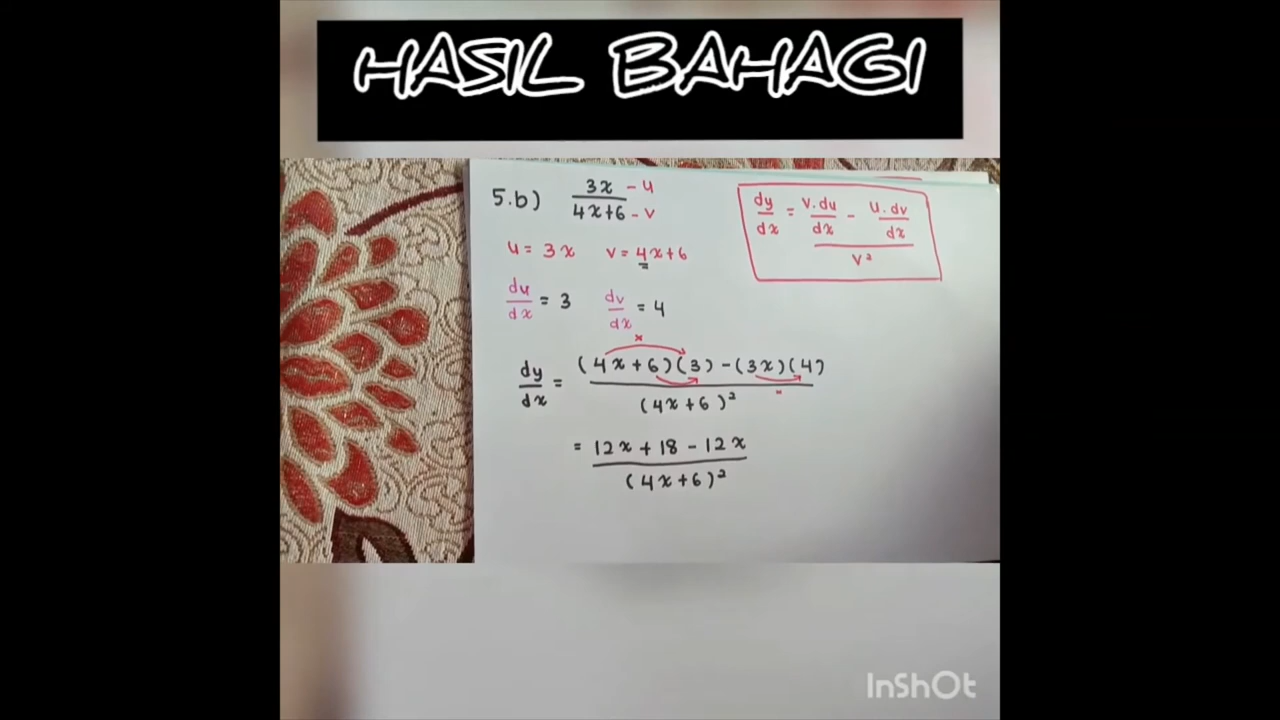 HASIL BAHAGI
5.b) 3x/4x+6 - u - v
dy/dx = (v.du/dx - u.dv/dx)/v²
u = 3x v = 4x+6
du/dx = 3 dv/dx = 4
dy/dx = (4x+6)(3) - (3x)(4)
(4x+6)²
= 12x + 18 - 12x
(4x+6)²
InShOt